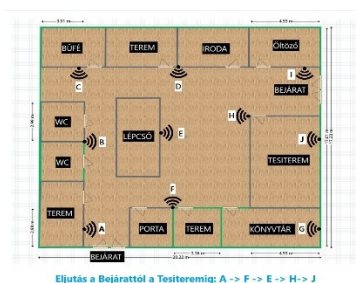 BÜFÉ TEREM IRODA Öltöző
I
C D BEJÁRAT
WC H
LÉPCSŐ E J
B
WC TESITEREM
F
TEREM
A PORTA TEREM KÖNYVTÁR G
BEJÁRAT
Eljutás a Bejárattól a Tesiteremig: A -> F -> E -> H-> J